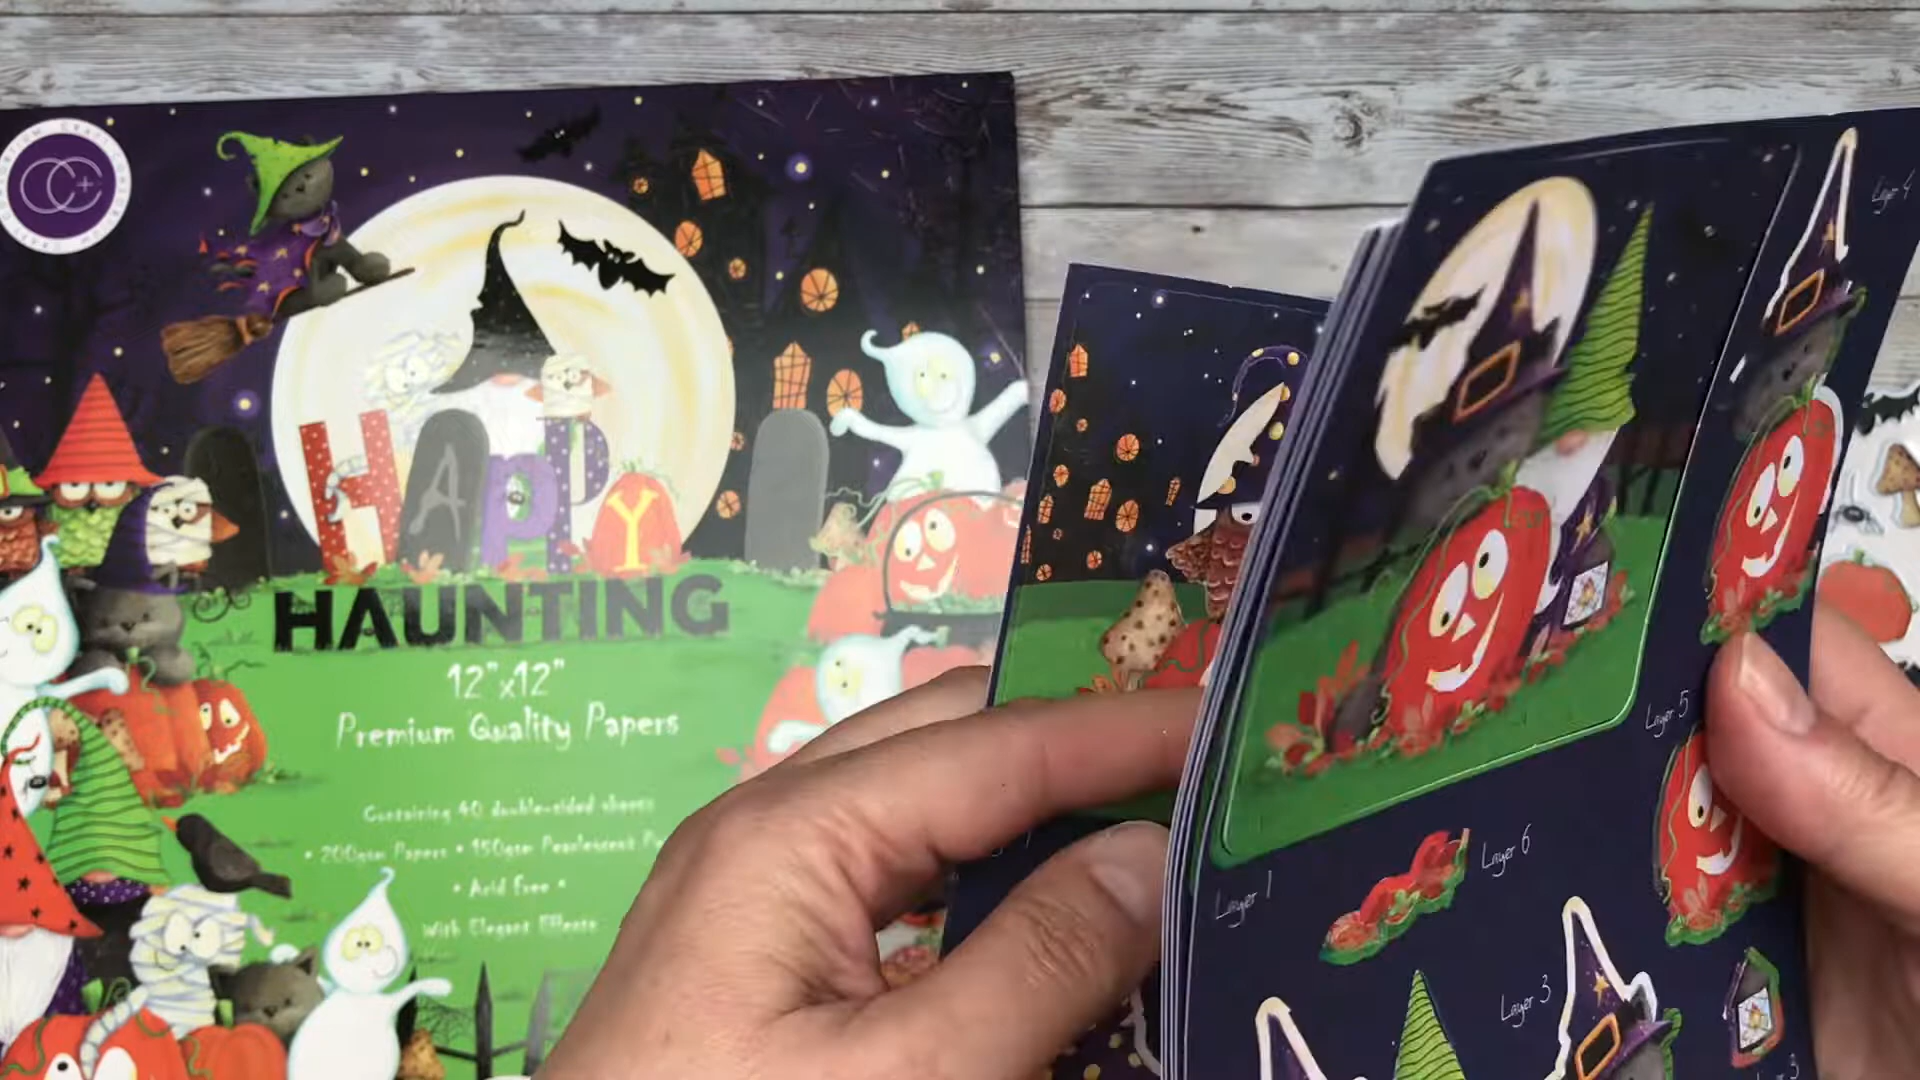 HAPPY
HAUNTING
12"x12"
Premium Quality Papers
Containing 40 double-sided sheets
• 200gsm Papers • 150gsm Pearlescent
• Acid Free •
With Elegant Effects
Layer 4
Layer 5
Layer 6
Layer 1
Layer 3